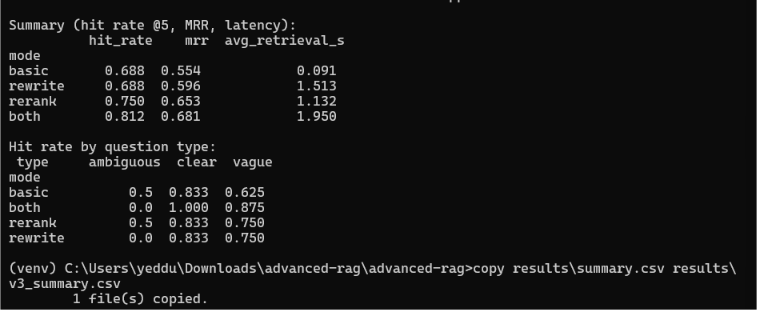 Summary (hit rate @5, MRR, latency):
hit_rate mrr avg_retrieval_s
mode
basic 0.688 0.554 0.091
rewrite 0.688 0.596 1.513
rerank 0.750 0.653 1.132
both 0.812 0.681 1.950
Hit rate by question type:
type ambiguous clear vague
mode
basic 0.5 0.833 0.625
both 0.0 1.000 0.875
rerank 0.5 0.833 0.750
rewrite 0.0 0.833 0.750
(venv) C:\Users\yeddu\Downloads\advanced-rag\advanced-rag>copy results\summary.csv results\
v3_summary.csv
1 file(s) copied.